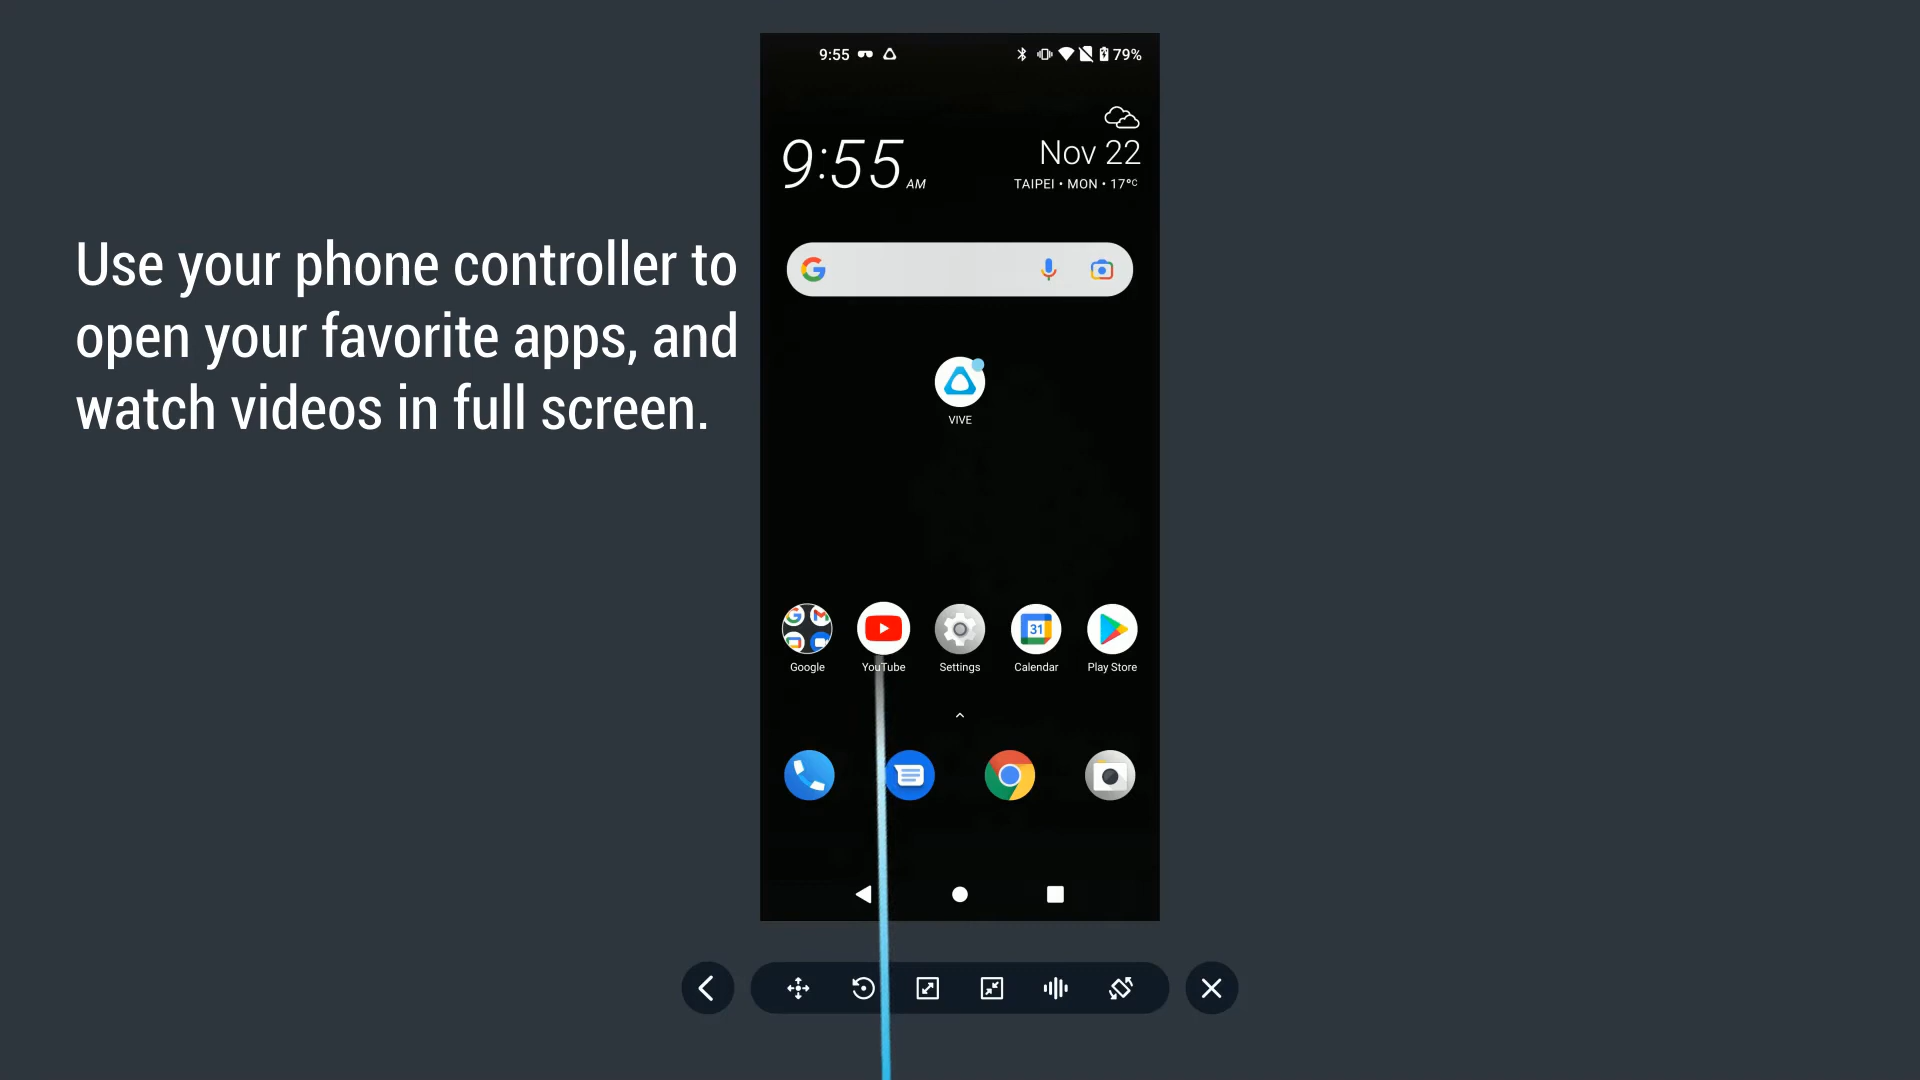 9:55
79%
9:55 AM
Nov 22
TAIPEI • MON • 17°C
Use your phone controller to
open your favorite apps, and
watch videos in full screen.
VIVE
31
Google
YouTube
Settings
Calendar
Play Store